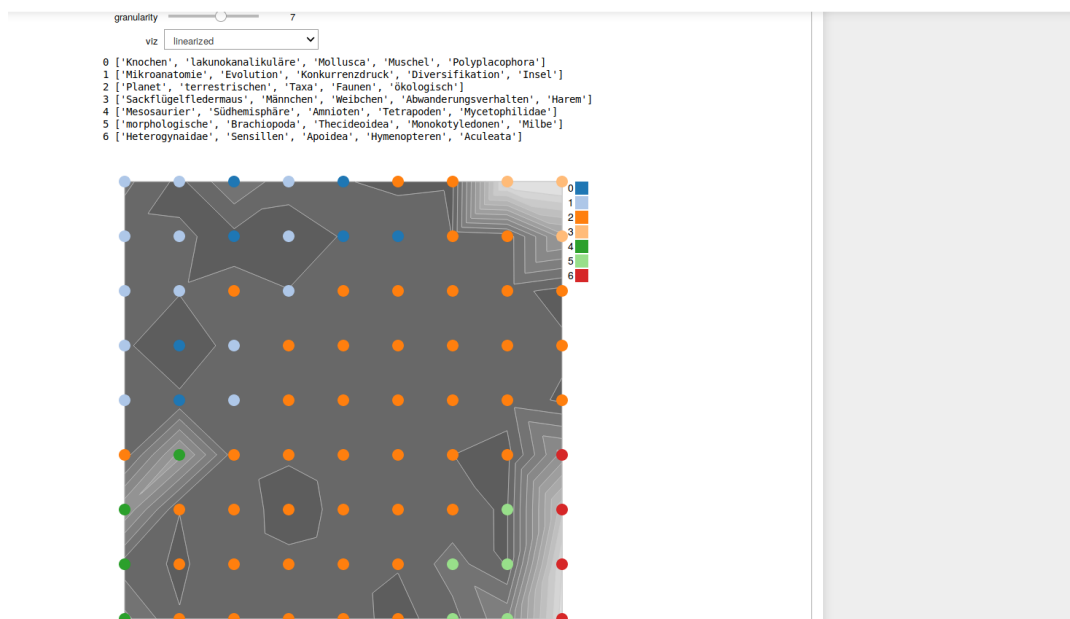 granularity 7
viz linearized
0 ['Knochen', 'lakunokanalikuläre', 'Mollusca', 'Muschel', 'Polyplacophora']
1 ['Mikroanatomie', 'Evolution', 'Konkurrenzdruck', 'Diversifikation', 'Insel']
2 ['Planet', 'terrestrischen', 'Taxa', 'Faunen', 'ökologisch']
3 ['Sackflügelfledermaus', 'Männchen', 'Weibchen', 'Abwanderungsverhalten', 'Harem']
4 ['Mesosaurier', 'Südhemisphäre', 'Amnioten', 'Tetrapoden', 'Mycetophilidae']
5 ['morphologische', 'Brachiopoda', 'Thecideoidea', 'Monokotyledonen', 'Milbe']
6 ['Heterogynaidae', 'Sensillen', 'Apoidea', 'Hymenopteren', 'Aculeata']
0
1
2
3
4
5
6